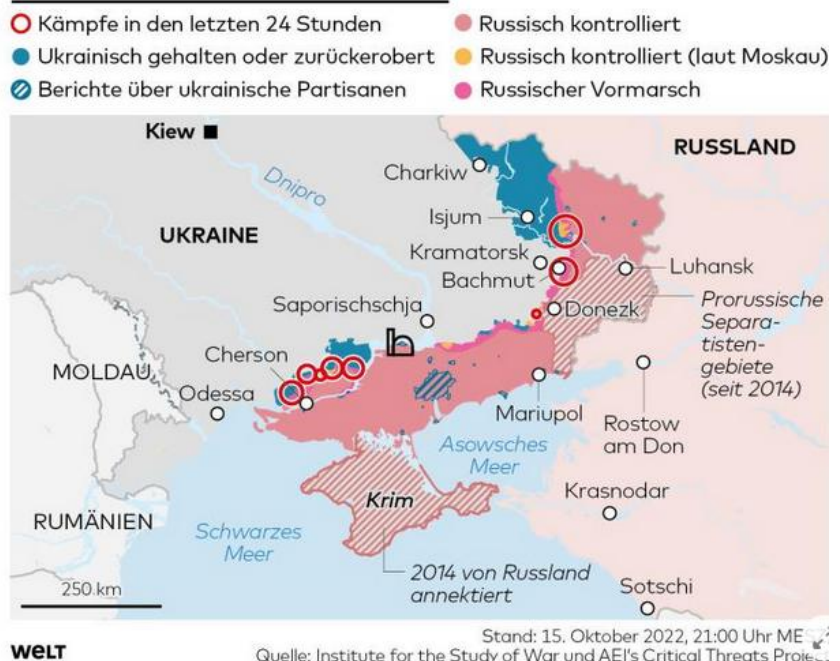 Kämpfe in den letzten 24 Stunden
Russisch kontrolliert
Ukrainisch gehalten oder zurückerobert
Russisch kontrolliert (laut Moskau)
Berichte über ukrainische Partisanen
Russischer Vormarsch
Kiew
RUSSLAND
Charkiw
Dnipro
Isjum
UKRAINE
Kramatorsk
Bachmut
Luhansk
Saporischschja
Donezk
Prorussische
Separa-
tisten-
gebiete
(seit 2014)
Cherson
MOLDAU
Odessa
Mariupol
Rostow
am Don
Asowsches
Meer
Krim
Krasnodar
RUMÄNIEN
Schwarzes
Meer
2014 von Russland
annektiert
250 km
Sotschi
Stand: 15. Oktober 2022, 21:00 Uhr MESZ
WELT
Quelle: Institute for the Study of War und AEI's Critical Threats Project